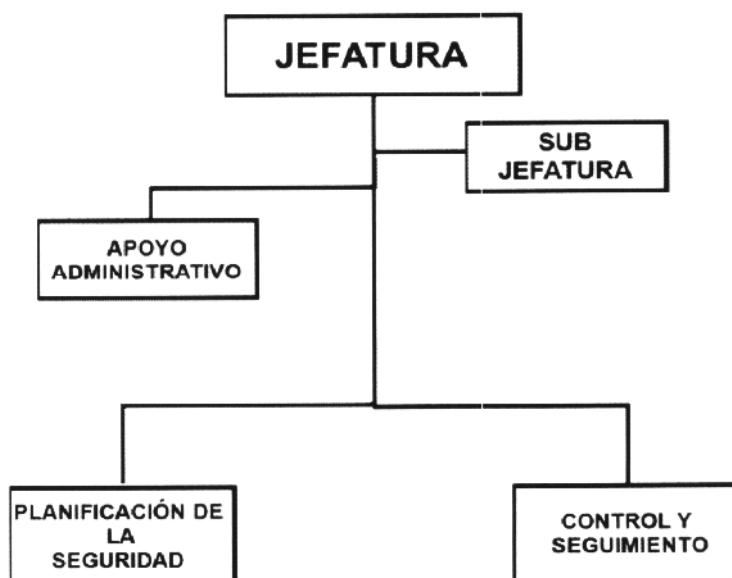 JEFATURA
SUB
JEFATURA
APOYO
ADMINISTRATIVO
PLANIFICACIÓN DE
LA
SEGURIDAD
CONTROL Y
SEGUIMIENTO